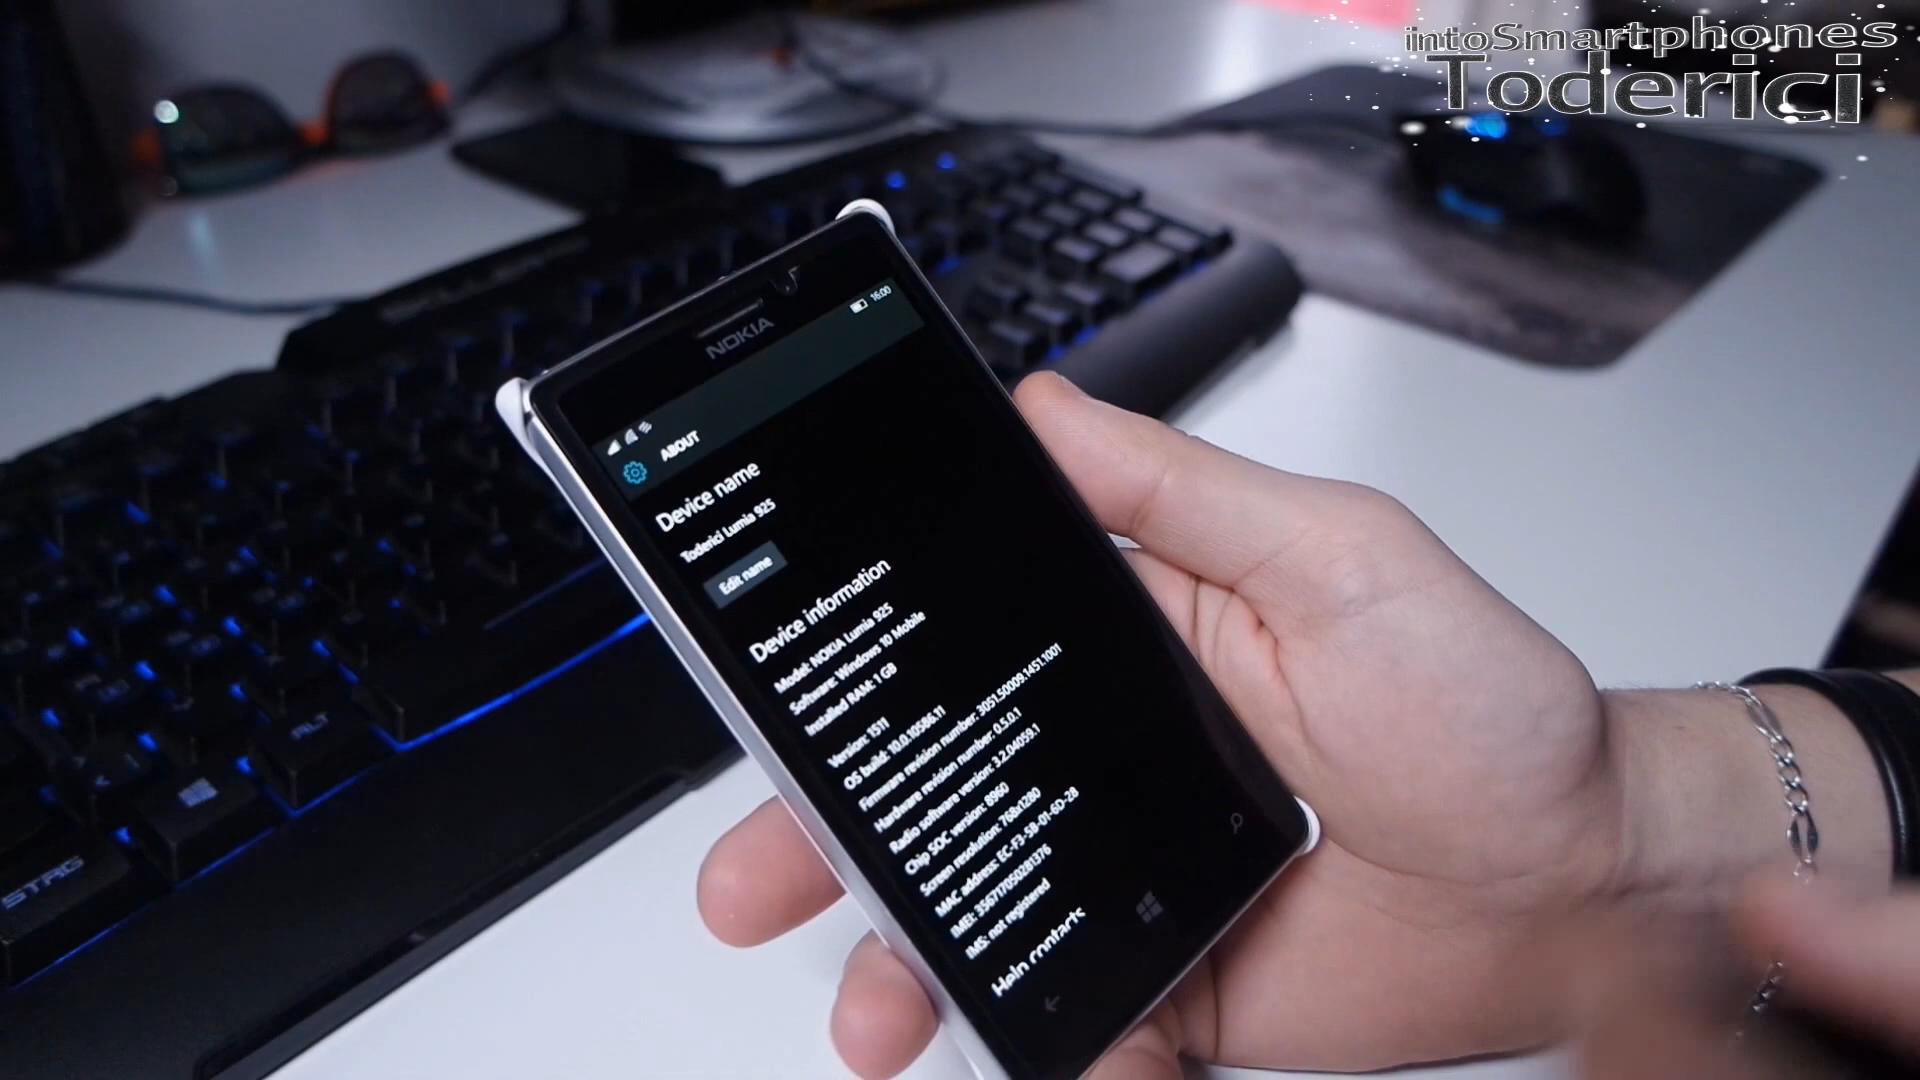 intoSmartphones
Toderici
NOKIA
16:00
ABOUT
Device name
Toderici Lumia 925
Edit name
Device information
Model: NOKIA Lumia 925
Software: Windows 10 Mobile
Installed RAM: 1 GB
Version: 1511
OS build: 10.0.10586.11
Firmware revision number: 3051.50009.1451.1001
Hardware revision number: 0.5.0.1
Radio software version: 3.2.04059.1
Chip SOC version: 8960
Screen resolution: 768x1280
MAC address: EC-F3-5B-01-6D-28
IMEI: 356717050281376
IMS: not registered
Help contacts
ALT
STRG